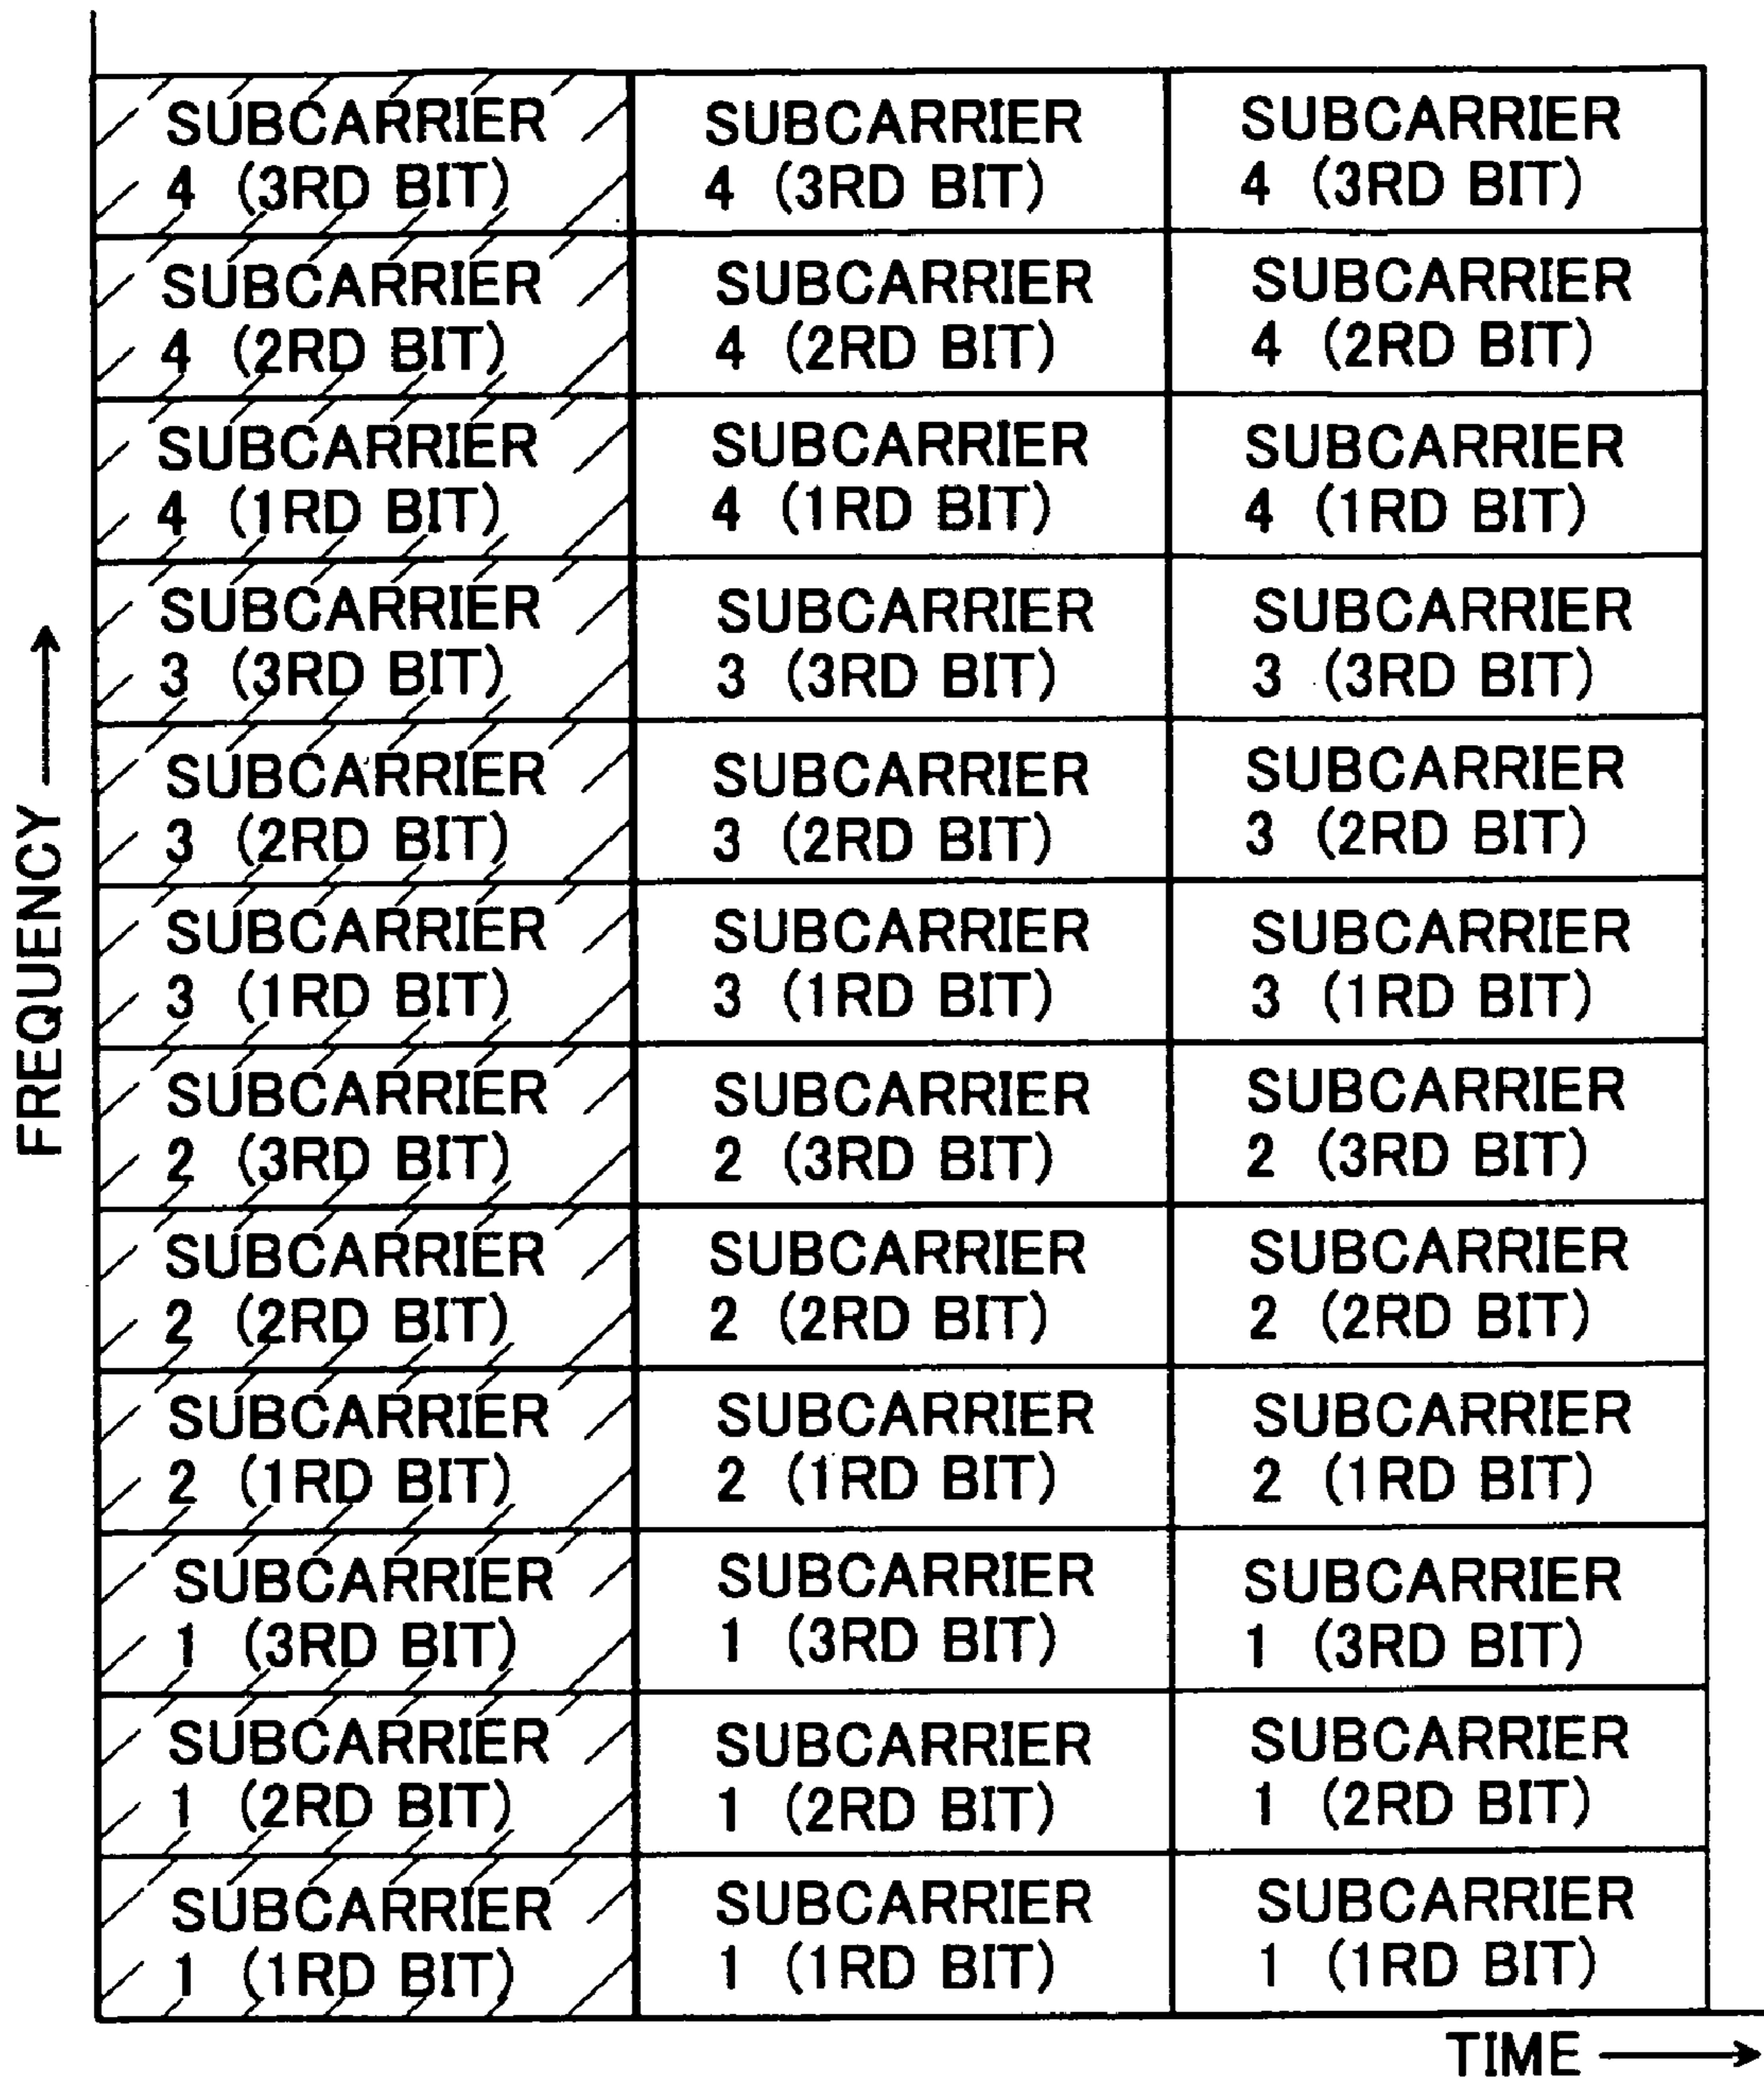 SUBCARRIER
4 (3RD BIT)
SUBCARRIER
4 (3RD BIT)
SUBCARRIER
4 (3RD BIT)
SUBCARRIER
4 (2RD BIT)
SUBCARRIER
4 (2RD BIT)
SUBCARRIER
4 (2RD BIT)
SUBCARRIER
4 (1RD BIT)
SUBCARRIER
4 (1RD BIT)
SUBCARRIER
4 (1RD BIT)
SUBCARRIER
3 (3RD BIT)
SUBCARRIER
3 (3RD BIT)
SUBCARRIER
3 (3RD BIT)
SUBCARRIER
3 (2RD BIT)
SUBCARRIER
3 (2RD BIT)
SUBCARRIER
3 (2RD BIT)
SUBCARRIER
3 (1RD BIT)
SUBCARRIER
3 (1RD BIT)
SUBCARRIER
3 (1RD BIT)
SUBCARRIER
2 (3RD BIT)
SUBCARRIER
2 (3RD BIT)
SUBCARRIER
2 (3RD BIT)
SUBCARRIER
2 (2RD BIT)
SUBCARRIER
2 (2RD BIT)
SUBCARRIER
2 (2RD BIT)
SUBCARRIER
2 (1RD BIT)
SUBCARRIER
2 (1RD BIT)
SUBCARRIER
2 (1RD BIT)
SUBCARRIER
1 (3RD BIT)
SUBCARRIER
1 (3RD BIT)
SUBCARRIER
1 (3RD BIT)
SUBCARRIER
1 (2RD BIT)
SUBCARRIER
1 (2RD BIT)
SUBCARRIER
1 (2RD BIT)
SUBCARRIER
1 (1RD BIT)
SUBCARRIER
1 (1RD BIT)
SUBCARRIER
1 (1RD BIT)
FREQUENCY
TIME